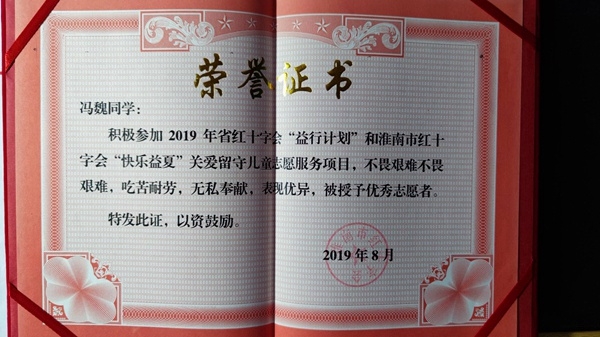 荣誉证书
冯魏同学：
积极参加 2019 年省红十字会“益行计划”和淮南市红十
字会“快乐益夏”关爱留守儿童志愿服务项目，不畏艰难不畏
艰难，吃苦耐劳，无私奉献，表现优异，被授予优秀志愿者。
特发此证，以资鼓励。
2019 年 8 月